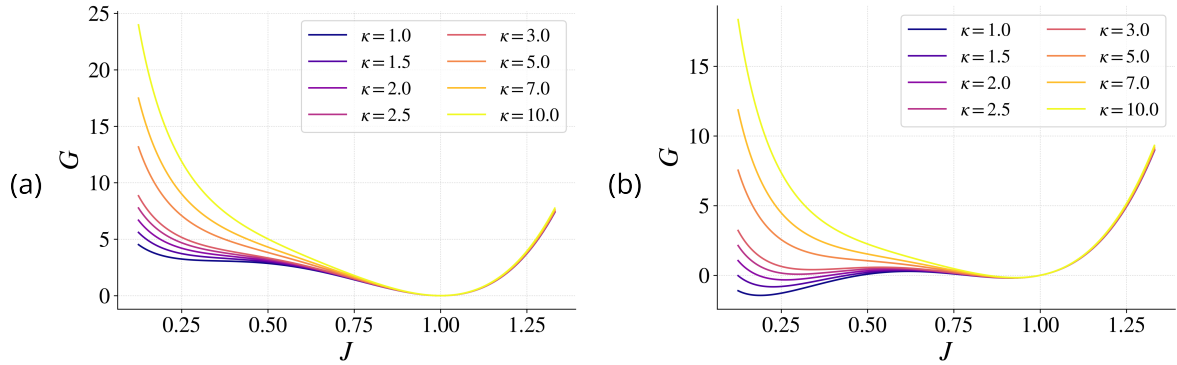 (a)
G
25
20
15
10
5
0
0.25 0.50 0.75 1.00 1.25
J
κ = 1.0 κ = 3.0
κ = 1.5 κ = 5.0
κ = 2.0 κ = 7.0
κ = 2.5 κ = 10.0
(b)
G
15
10
5
0
0.25 0.50 0.75 1.00 1.25
J
κ = 1.0 κ = 3.0
κ = 1.5 κ = 5.0
κ = 2.0 κ = 7.0
κ = 2.5 κ = 10.0